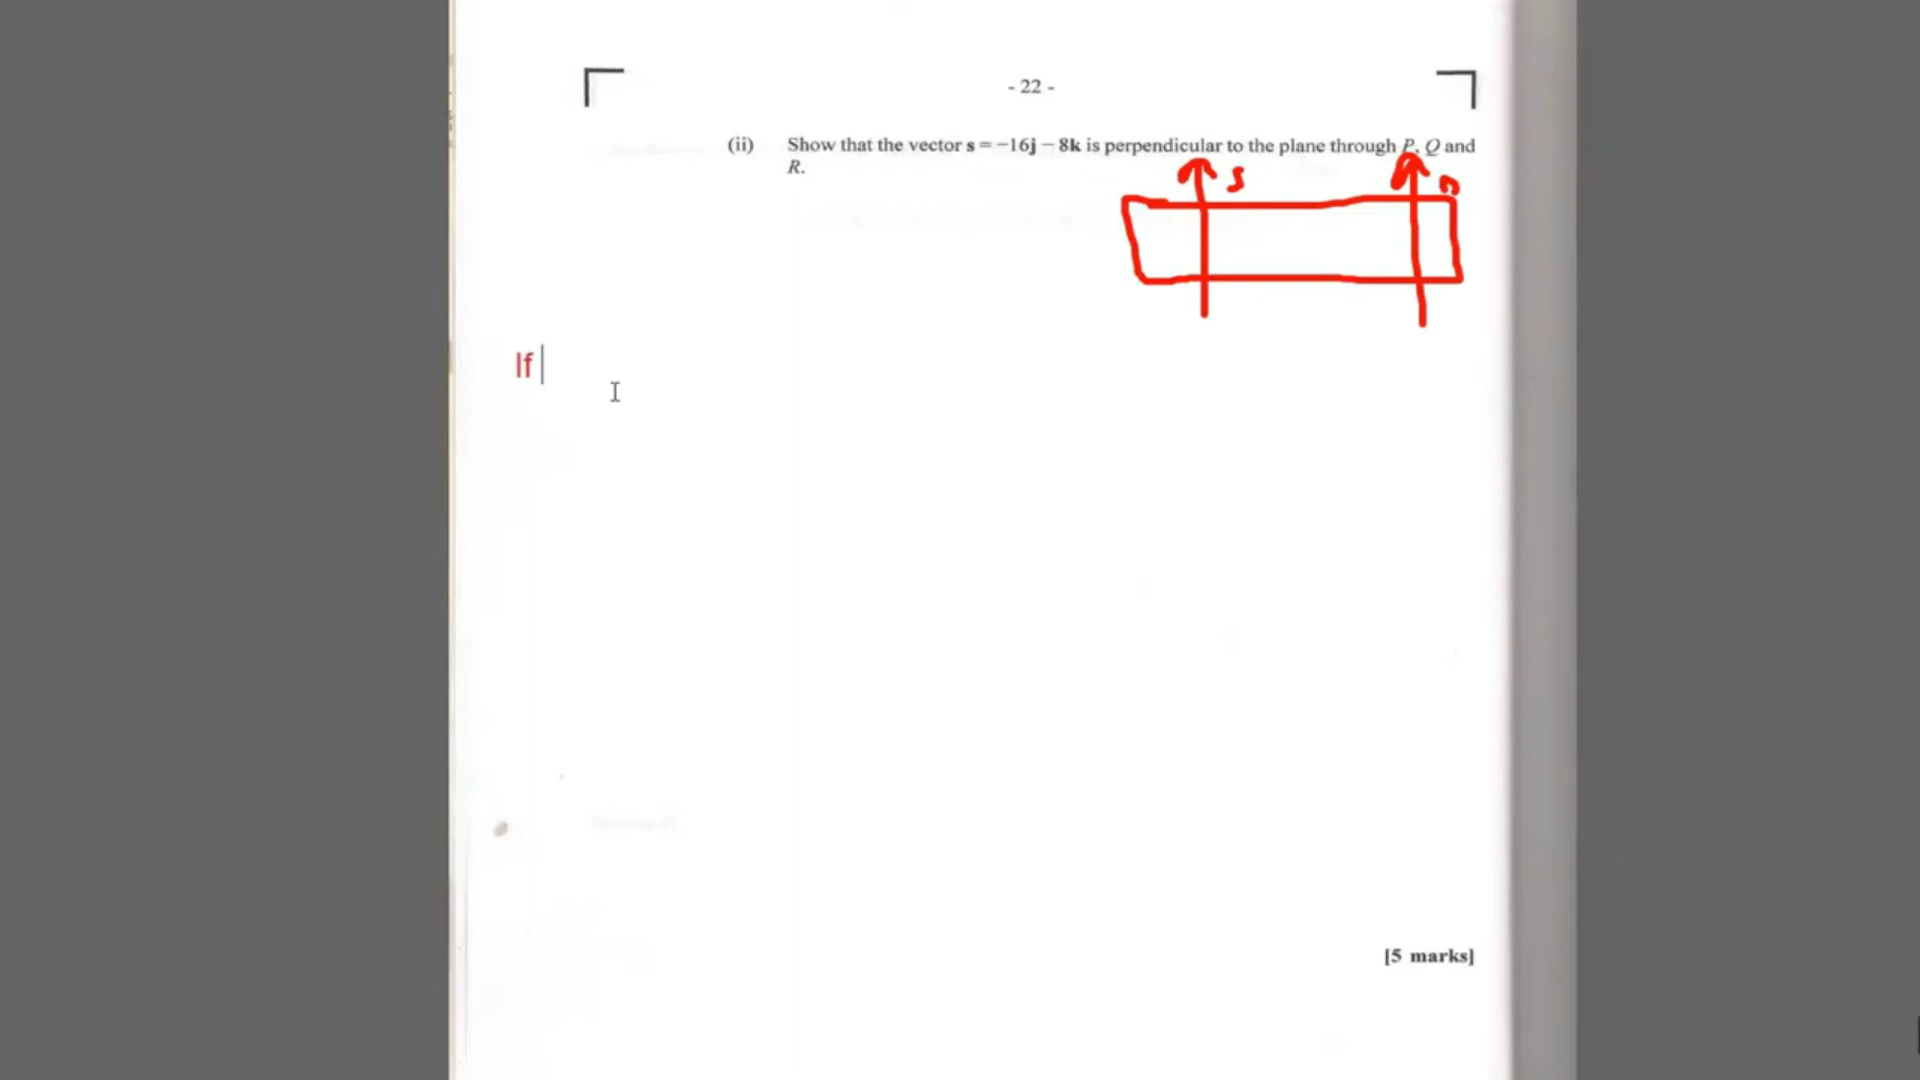 - 22 -
(ii) Show that the vector s = −16j − 8k is perpendicular to the plane through P, Q and
R.
s
n
If
[5 marks]